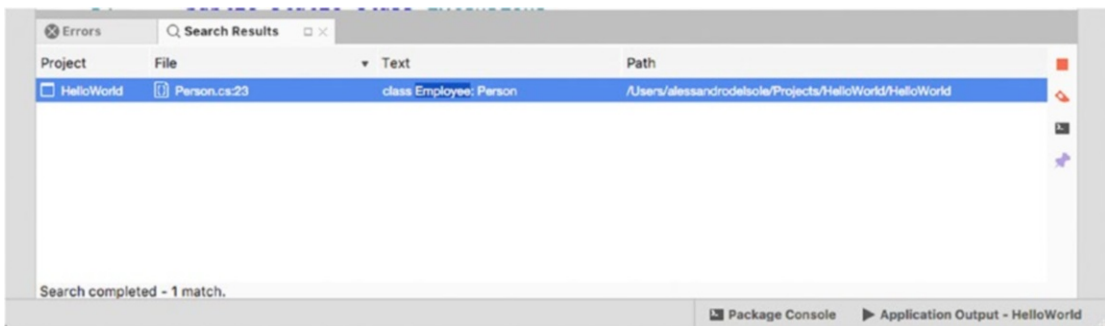 Errors Search Results
Project File Text Path
HelloWorld Person.cs:23 class Employee: Person /Users/alessandrodelsole/Projects/HelloWorld/HelloWorld
Search completed - 1 match.
Package Console Application Output - HelloWorld